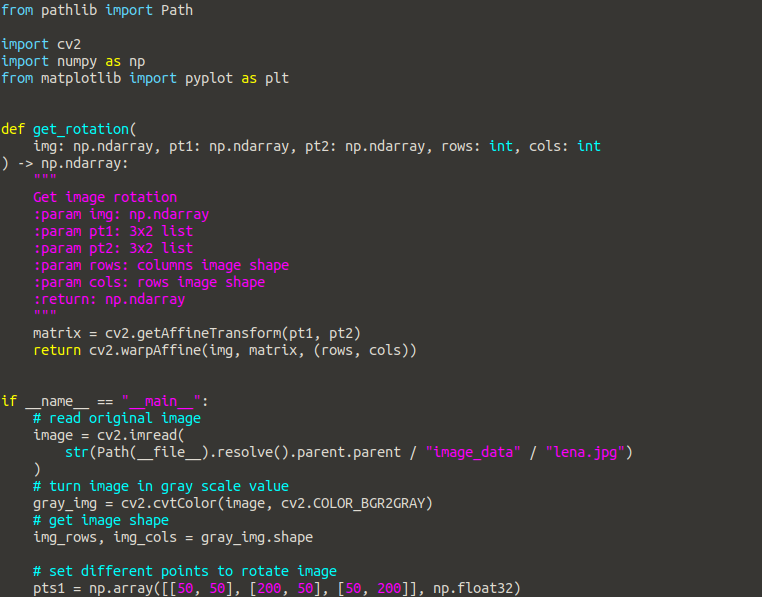 from pathlib import Path

import cv2
import numpy as np
from matplotlib import pyplot as plt


def get_rotation(
    img: np.ndarray, pt1: np.ndarray, pt2: np.ndarray, rows: int, cols: int
) -> np.ndarray:
    """
    Get image rotation
    :param img: np.ndarray
    :param pt1: 3x2 list
    :param pt2: 3x2 list
    :param rows: columns image shape
    :param cols: rows image shape
    :return: np.ndarray
    """
    matrix = cv2.getAffineTransform(pt1, pt2)
    return cv2.warpAffine(img, matrix, (rows, cols))


if __name__ == "__main__":
    # read original image
    image = cv2.imread(
        str(Path(__file__).resolve().parent.parent / "image_data" / "lena.jpg")
    )
    # turn image in gray scale value
    gray_img = cv2.cvtColor(image, cv2.COLOR_BGR2GRAY)
    # get image shape
    img_rows, img_cols = gray_img.shape

    # set different points to rotate image
    pts1 = np.array([[50, 50], [200, 50], [50, 200]], np.float32)